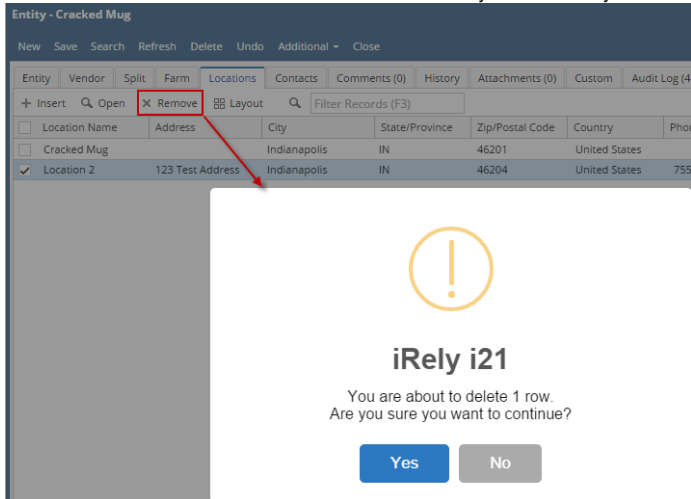 Entity - Cracked Mug
New Save Search Refresh Delete Undo Additional Close
Entity Vendor Split Farm Locations Contacts Comments (0) History Attachments (0) Custom Audit Log (4
Insert Open Remove Layout Filter Records (F3)
Location Name Address City State/Province Zip/Postal Code Country Pho
Cracked Mug Indianapolis IN 46201 United States
Location 2 123 Test Address Indianapolis IN 46204 United States 755
iRely i21
You are about to delete 1 row.
Are you sure you want to continue?
Yes No